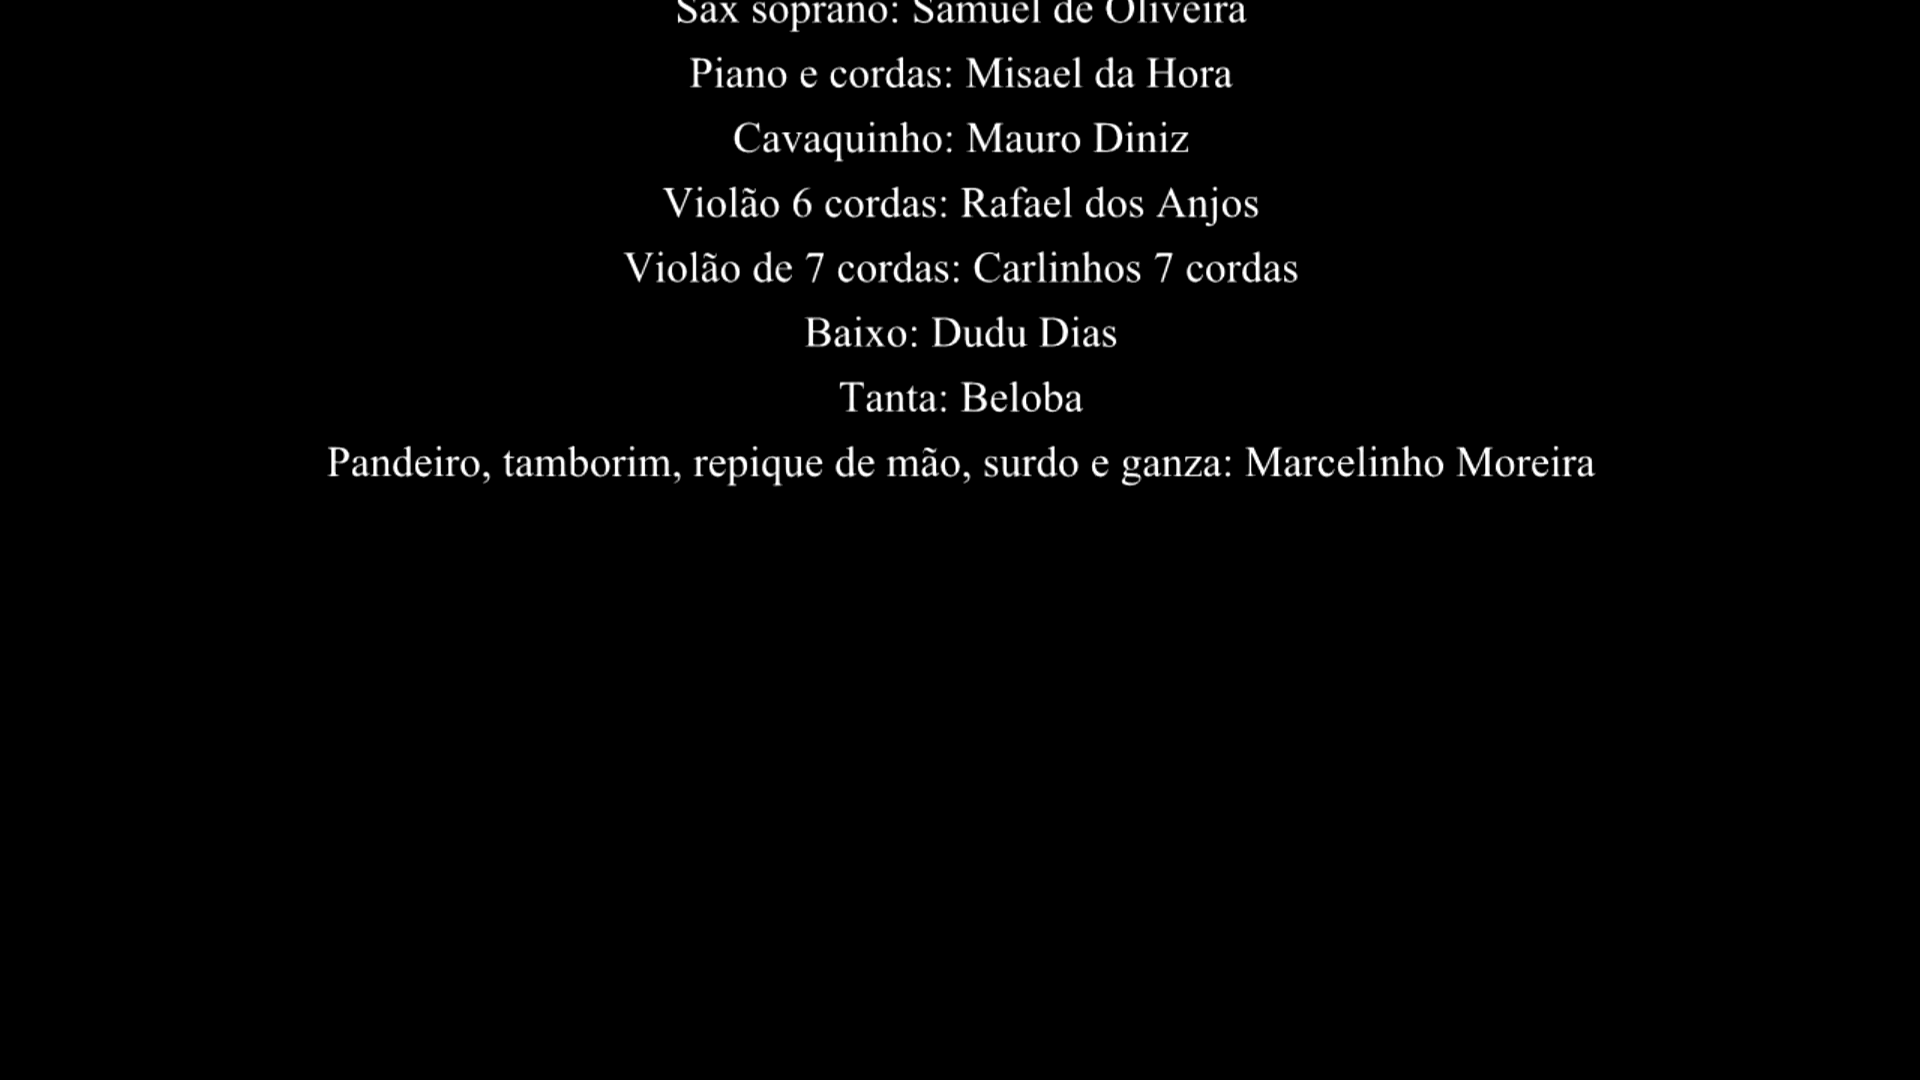 Sax soprano: Samuel de Oliveira
Piano e cordas: Misael da Hora
Cavaquinho: Mauro Diniz
Violão 6 cordas: Rafael dos Anjos
Violão de 7 cordas: Carlinhos 7 cordas
Baixo: Dudu Dias
Tanta: Beloba
Pandeiro, tamborim, repique de mão, surdo e ganza: Marcelinho Moreira